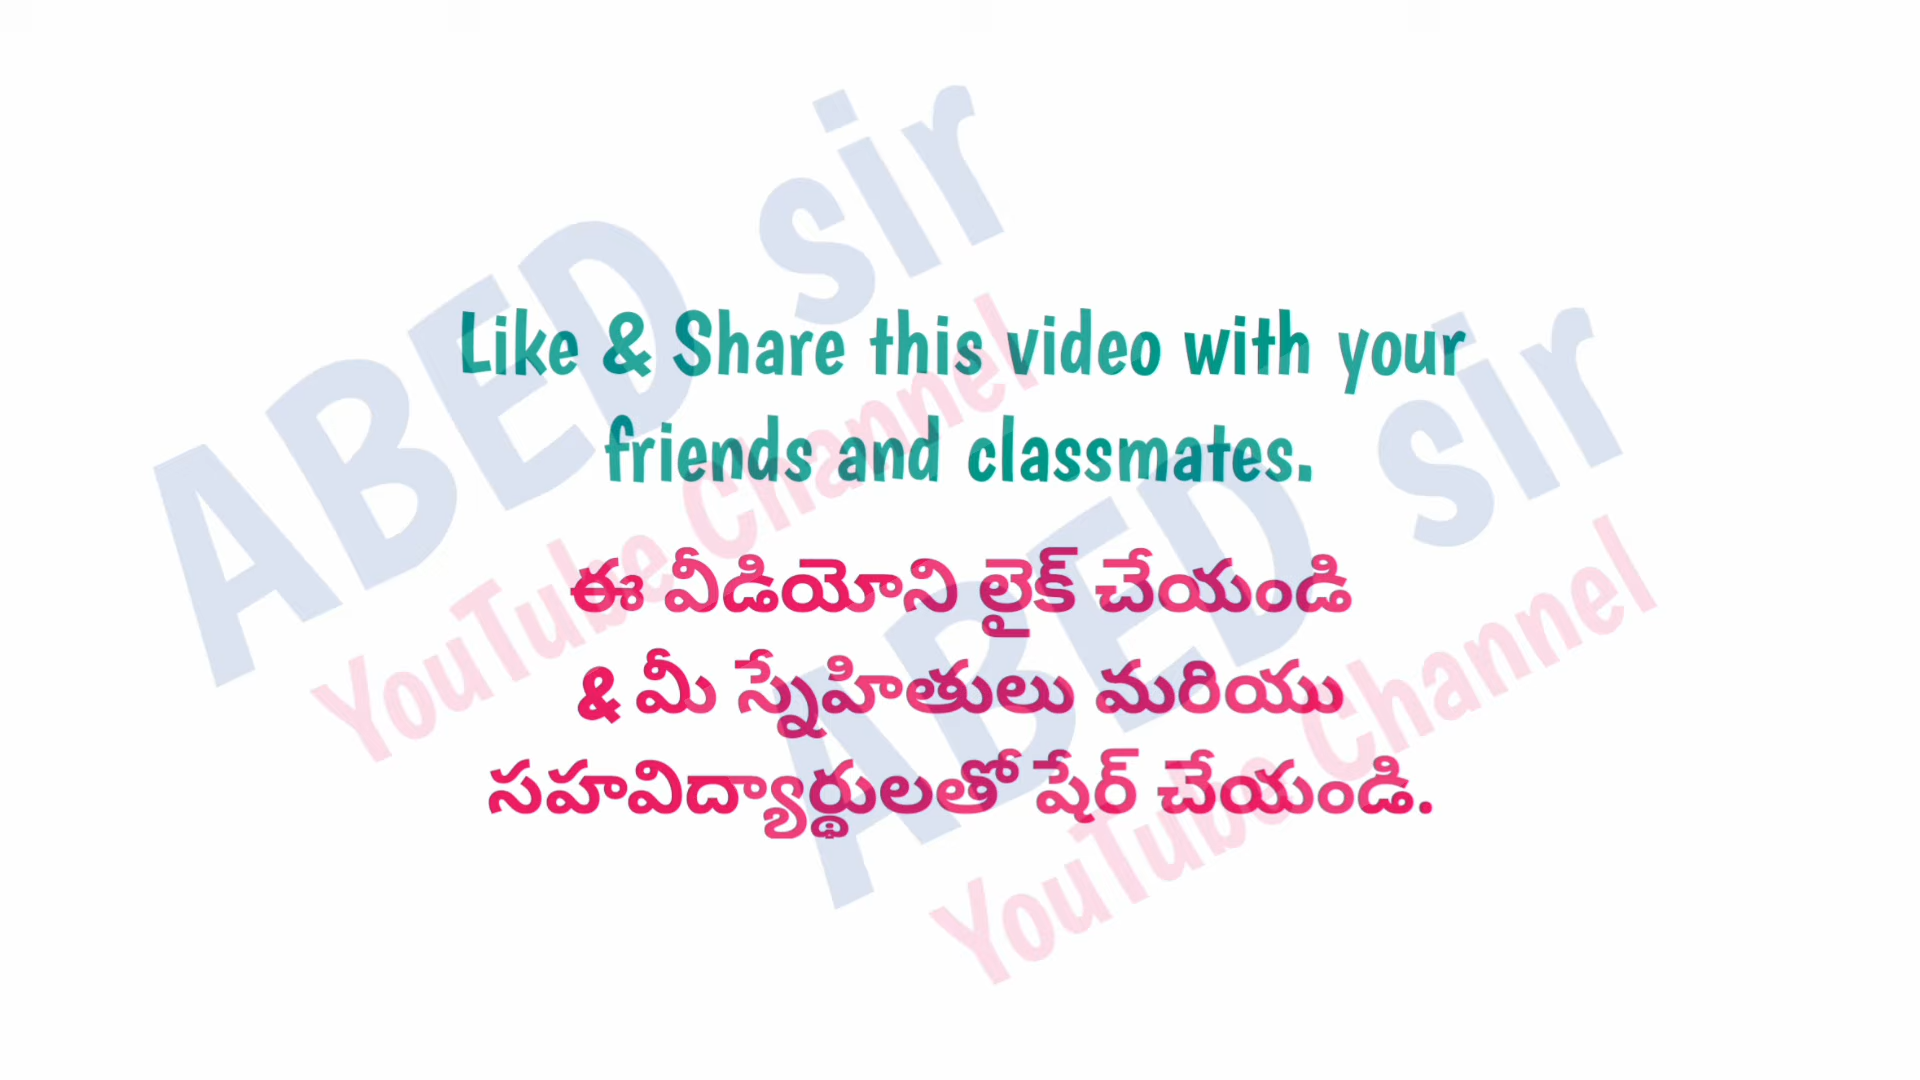 Like & Share this video with your
friends and classmates.
ఈ వీడియోని లైక్ చేయండి
& మీ స్నేహితులు మరియు
సహవిద్యార్థులతో షేర్ చేయండి.
ABED sir
YouTube Channel
ABED sir
YouTube Channel